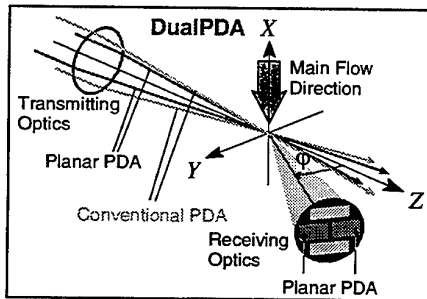 DualPDA
X
Main Flow
Direction
Transmitting
Optics
Planar PDA
Y
φ
Conventional PDA
Z
Receiving
Optics
Planar PDA